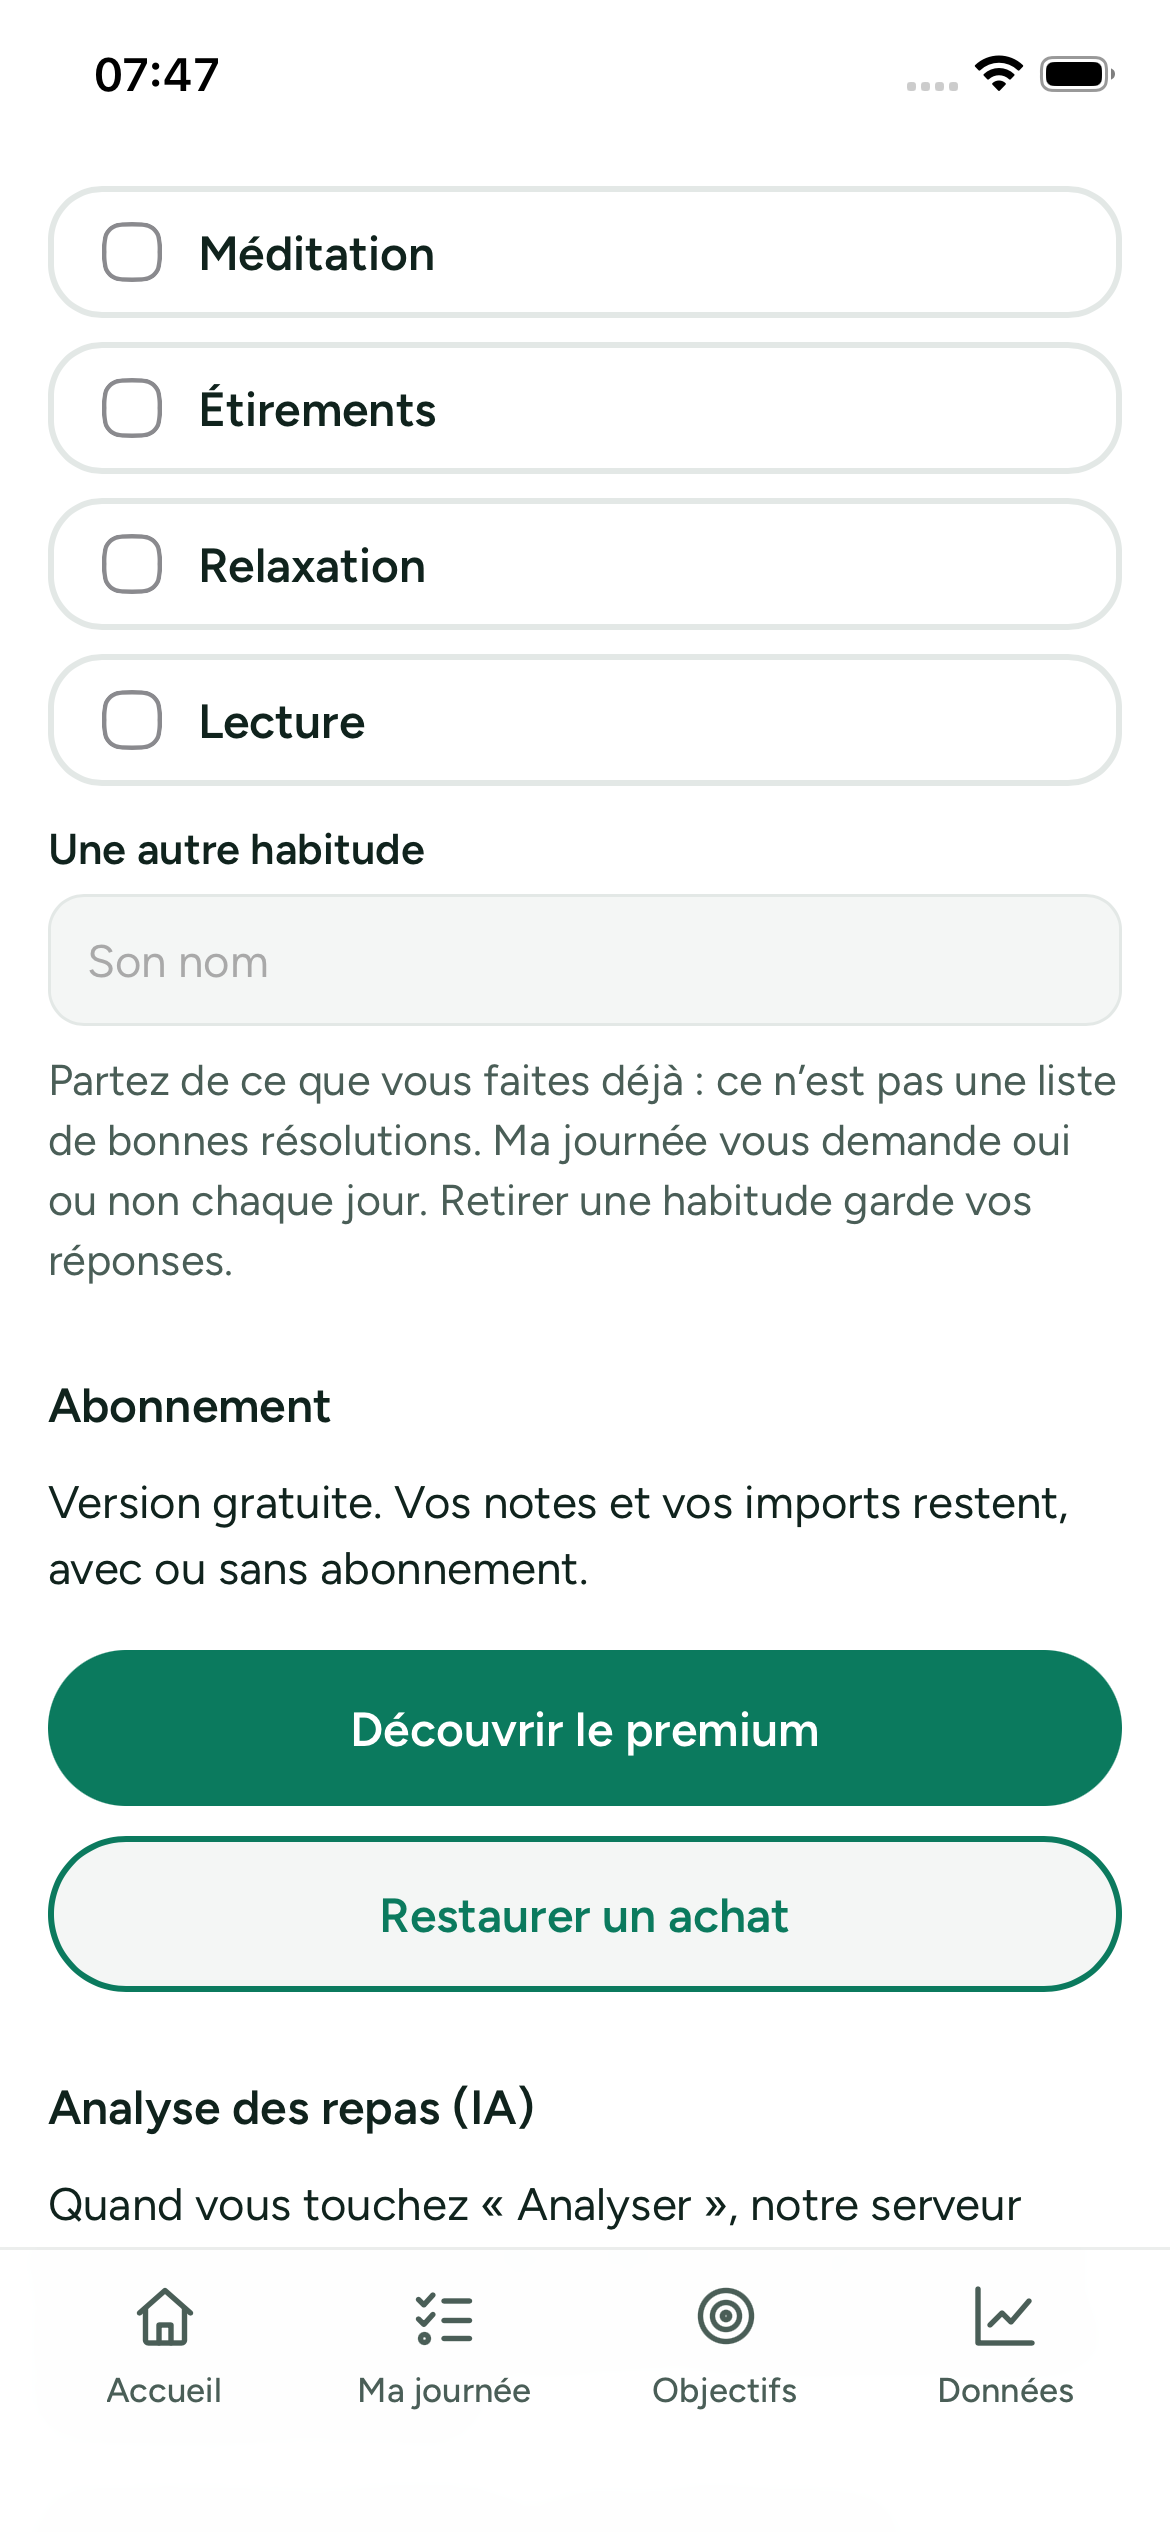 07:47
Méditation
Étirements
Relaxation
Lecture
Une autre habitude
Son nom
Partez de ce que vous faites déjà : ce n’est pas une liste
de bonnes résolutions. Ma journée vous demande oui
ou non chaque jour. Retirer une habitude garde vos
réponses.
Abonnement
Version gratuite. Vos notes et vos imports restent,
avec ou sans abonnement.
Découvrir le premium
Restaurer un achat
Analyse des repas (IA)
Quand vous touchez « Analyser », notre serveur
Accueil
Ma journée
Objectifs
Données